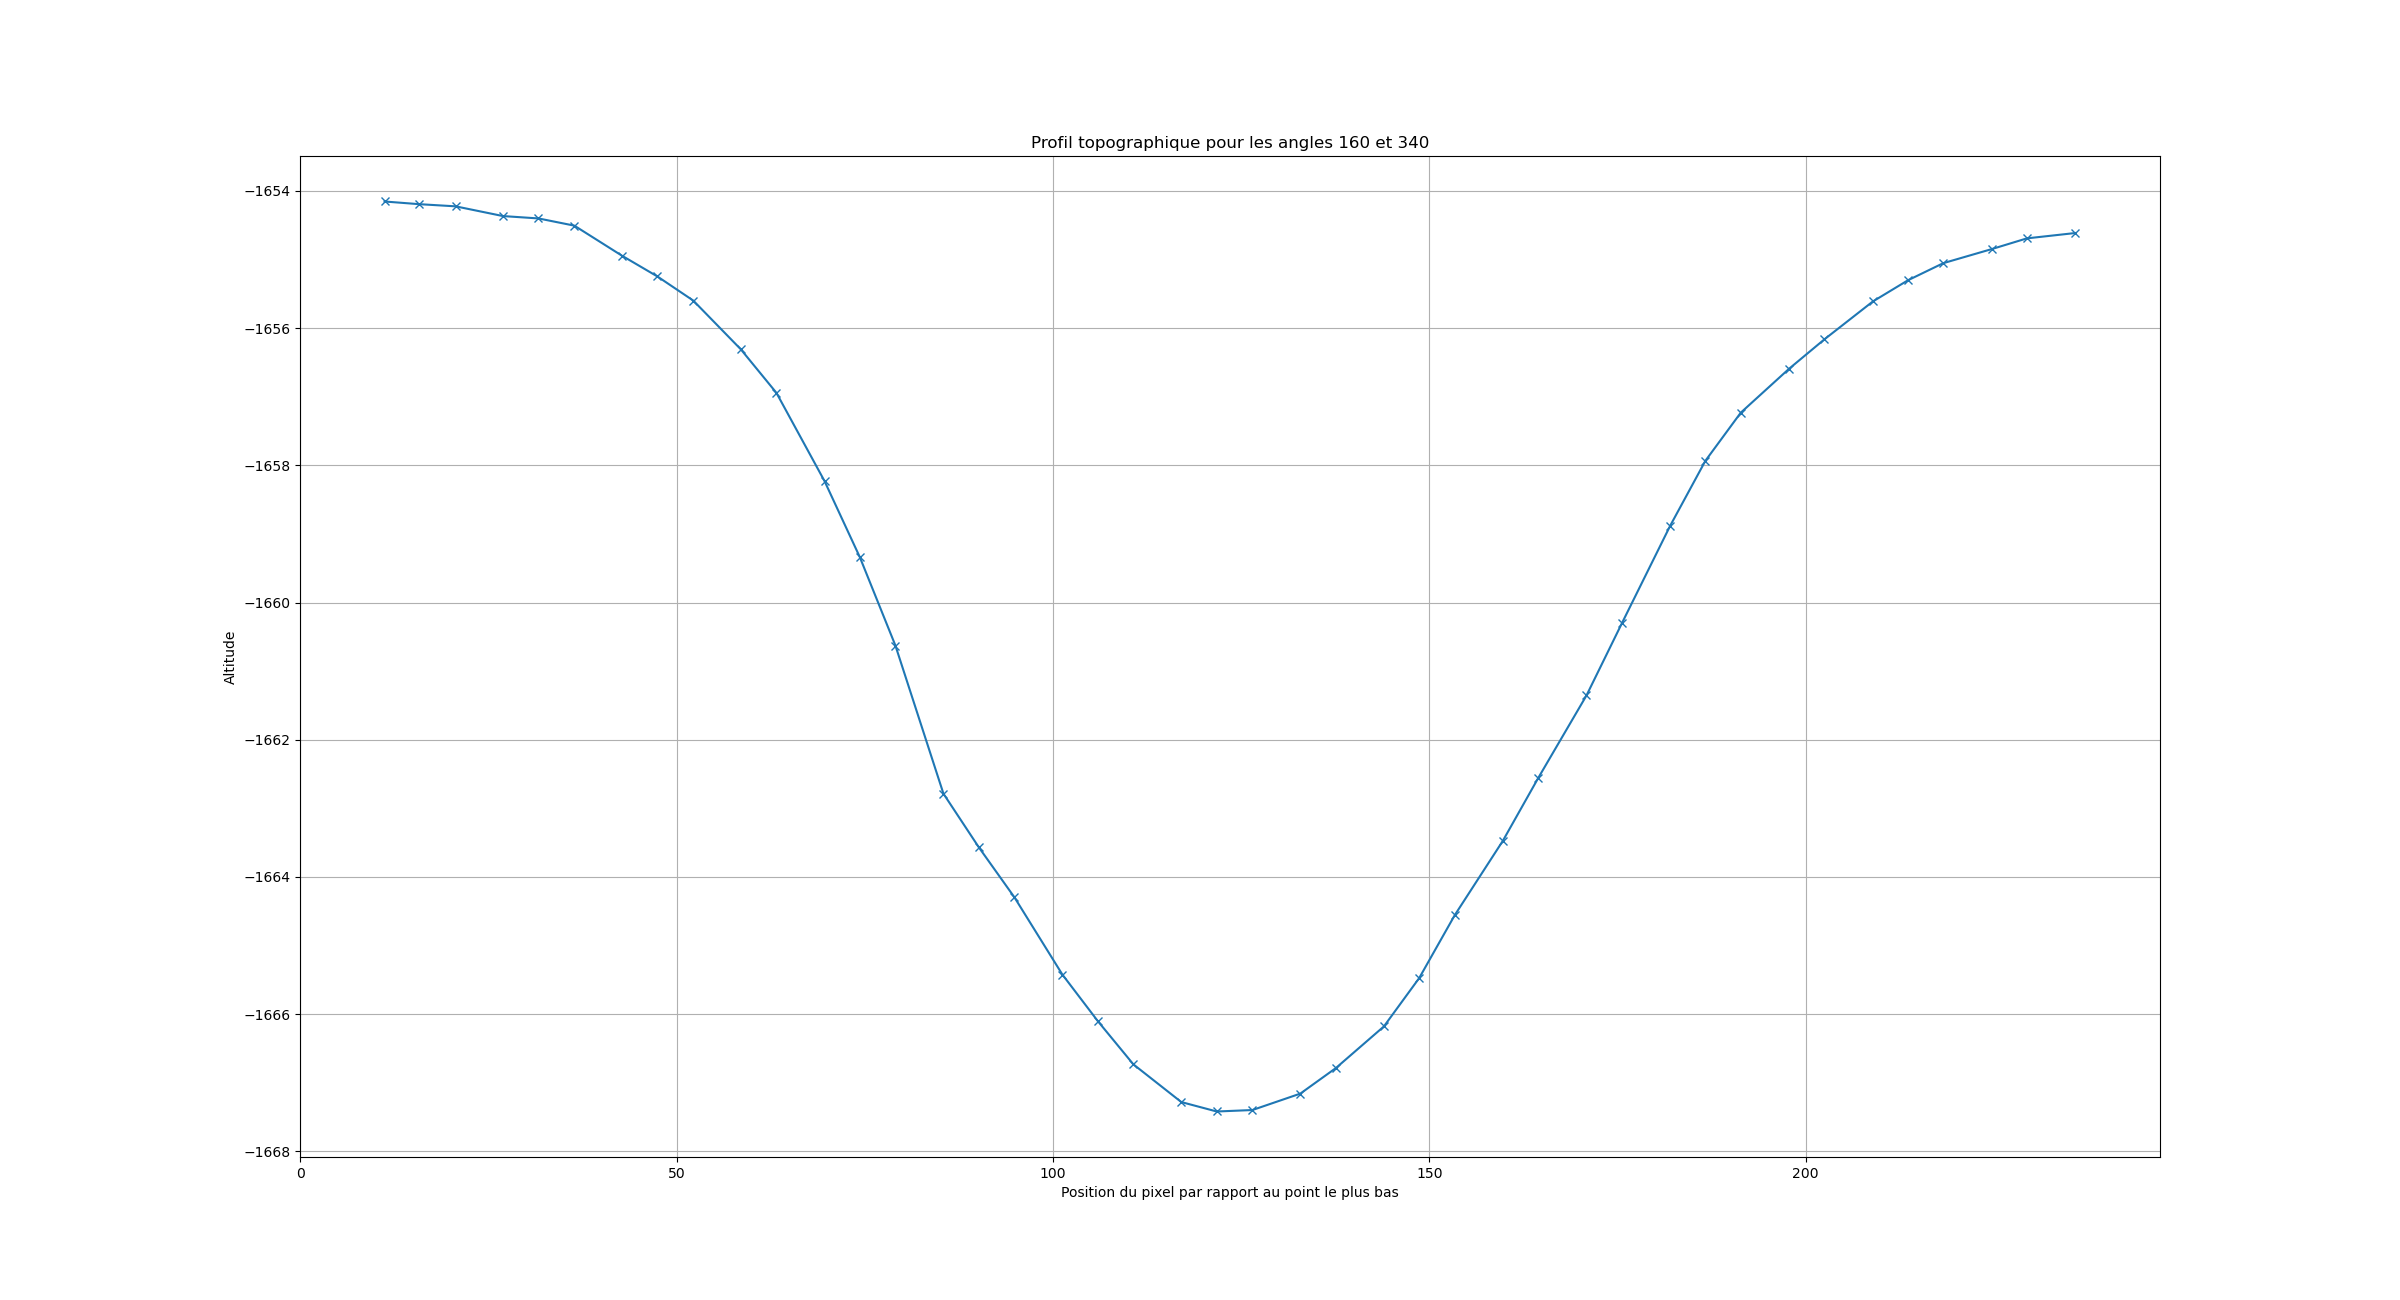 Profil topographique pour les angles 160 et 340
−1654
−1656
−1658
−1660
−1662
−1664
−1666
−1668
Altitude
0 50 100 150 200
Position du pixel par rapport au point le plus bas